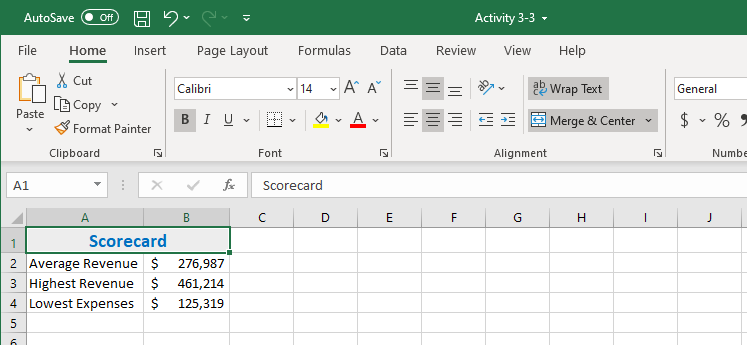 AutoSave Off Activity 3-3
File Home Insert Page Layout Formulas Data Review View Help
Cut
Copy
Format Painter
Paste
Calibri 14 A A
B I U A
ab Wrap Text
Merge & Center
General
$ %
Clipboard Font Alignment Numbe
A1 fx Scorecard
A B C D E F G H I J
1 Scorecard
2 Average Revenue $ 276,987
3 Highest Revenue $ 461,214
4 Lowest Expenses $ 125,319
5
6